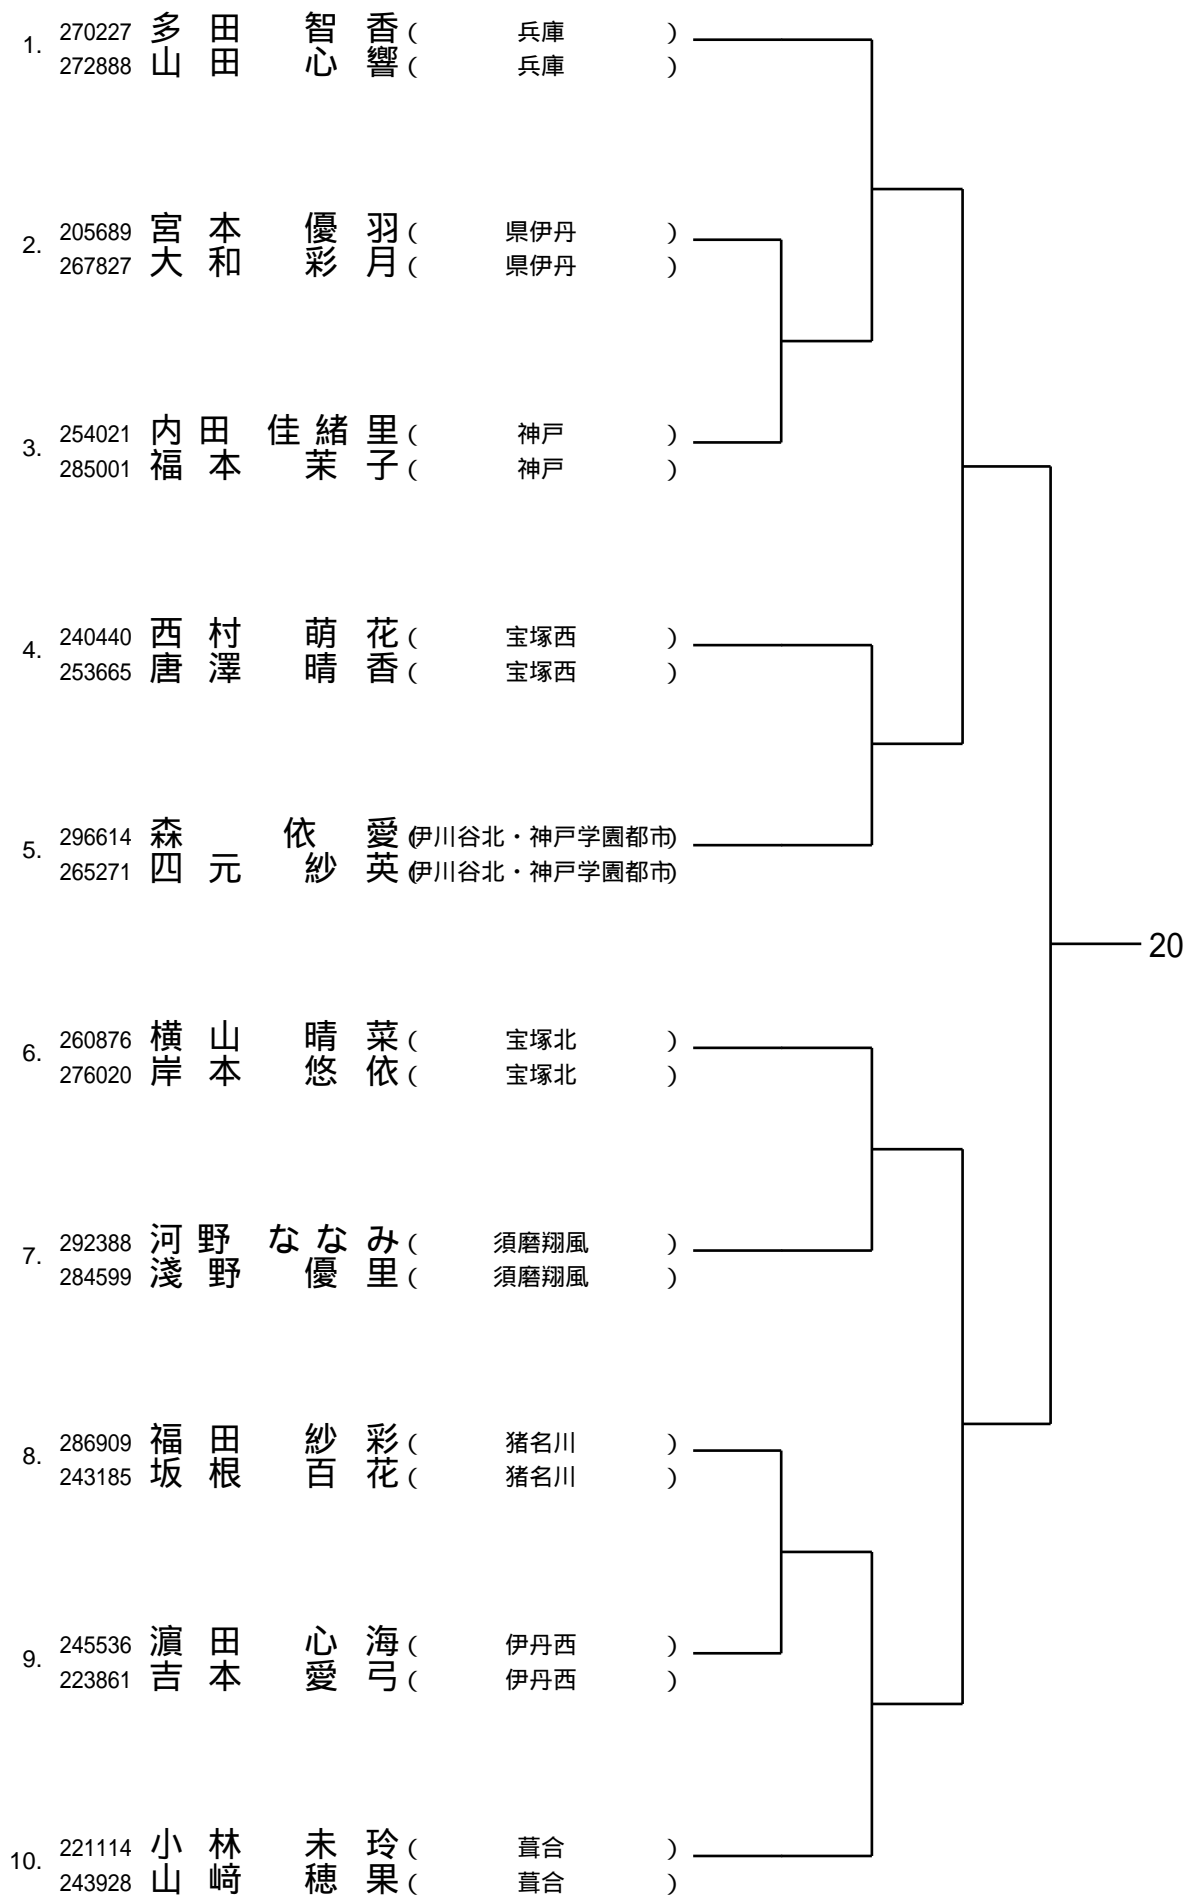 1. 270227 多田 智香 ( 兵庫 )
272888 山田 心響 ( 兵庫 )
2. 205689 宮本 優羽 ( 県伊丹 )
267827 大和 彩月 ( 県伊丹 )
3. 254021 内田 佳緒里 ( 神戸 )
285001 福本 茉子 ( 神戸 )
4. 240440 西村 萌花 ( 宝塚西 )
253665 唐澤 晴香 ( 宝塚西 )
5. 296614 森 依愛 (伊川谷北・神戸学園都市)
265271 四元 紗英 (伊川谷北・神戸学園都市)
20
6. 260876 横山 晴菜 ( 宝塚北 )
276020 岸本 悠依 ( 宝塚北 )
7. 292388 河野 ななみ ( 須磨翔風 )
284599 淺野 優里 ( 須磨翔風 )
8. 286909 福田 紗彩 ( 猪名川 )
243185 坂根 百花 ( 猪名川 )
9. 245536 濵田 心海 ( 伊丹西 )
223861 吉本 愛弓 ( 伊丹西 )
10. 221114 小林 未玲 ( 葺合 )
243928 山﨑 穂果 ( 葺合 )